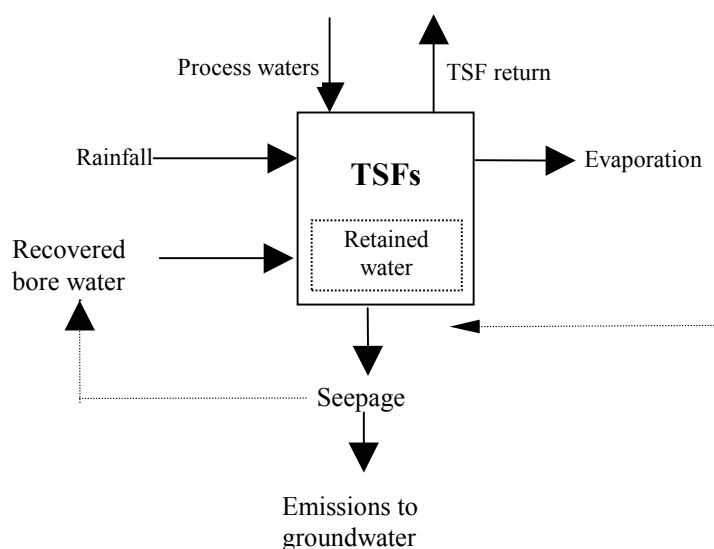 Process waters
TSF return
Rainfall
TSFs
Evaporation
Retained
water
Recovered
bore water
Seepage
Emissions to
groundwater